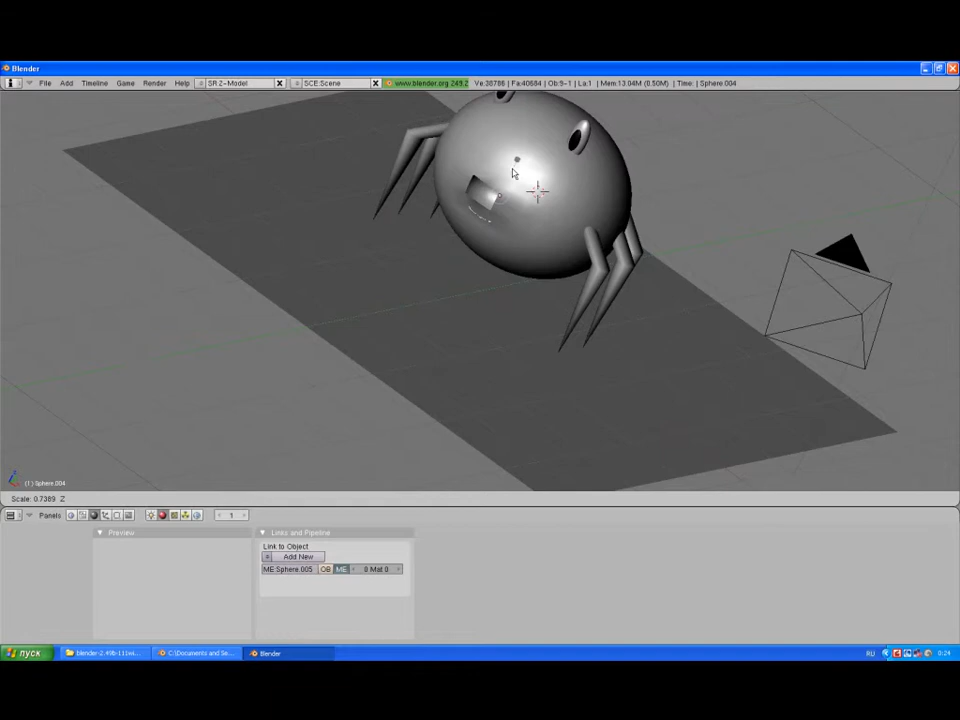 Blender
File Add Timeline Game Render Help SR:2-Model SCE:Scene www.blender.org 249.2 Ve:38786 | Fa:40684 | Ob:9-1 | La:1 | Mem:13.04M (0.50M) | Time: | Sphere.004
(1) Sphere.004
Scale: 0.7389 Z
Panels 1
Preview
Links and Pipeline
Link to Object
Add New
ME:Sphere.005 OB ME 0 Mat 0
пуск blender-2.49b-111wi... C:\Documents and Se... Blender RU 0:24